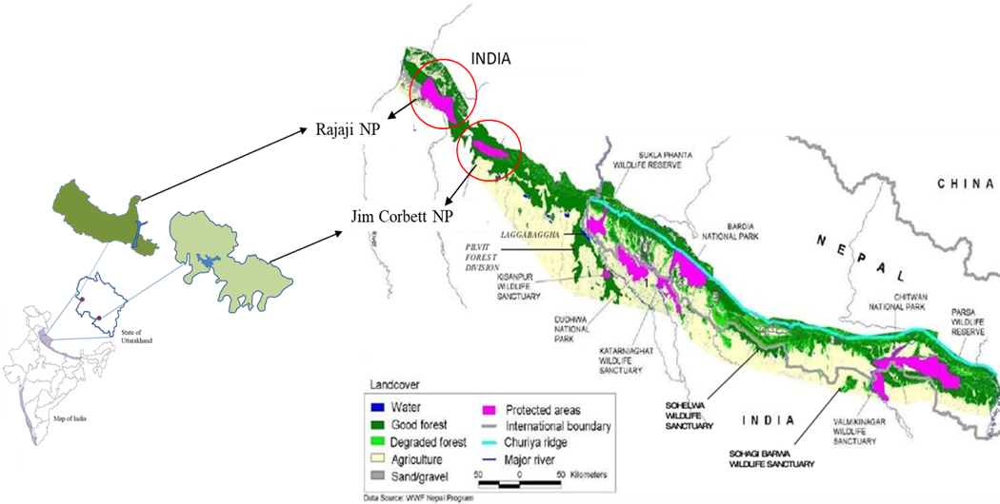 INDIA
Rajaji NP
Jim Corbett NP
SUKLA PHANTA
WILDLIFE RESERVE
CHINA
BARDIA
NATIONAL PARK
NEPAL
LAGGABAGGHA
PILVIT
FOREST
DIVISION
KISANPUR
WILDLIFE
SANCTUARY
CHITWAN
NATIONAL PARK
PARSA
WILDLIFE
RESERVE
DUDHWA
NATIONAL
PARK
KATARNIAGHAT
WILDLIFE
SANCTUARY
State of
Uttarakhand
Map of India
SOHELWA
WILDLIFE
SANCTUARY
INDIA
VALMIKINAGAR
WILDLIFE
SANCTUARY
SOHAGI BARWA
WILDLIFE SANCTUARY
Landcover
Water
Good forest
Degraded forest
Agriculture
Sand/gravel
Protected areas
International boundary
Churiya ridge
Major river
50 0 50 Kilometers
Data Source: WWF Nepal Program
River
1
3